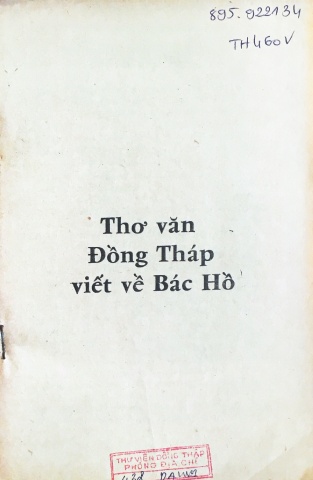 895.922134
TH460V
Thơ văn
Đồng Tháp
viết về Bác Hồ
THƯ VIỆN ĐỒNG THÁP
PHÒNG ĐỊA CHÍ